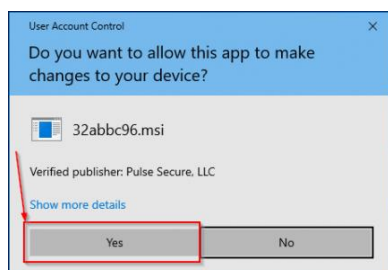 User Account Control
Do you want to allow this app to make
changes to your device?
32abbc96.msi
Verified publisher: Pulse Secure, LLC
Show more details
Yes
No